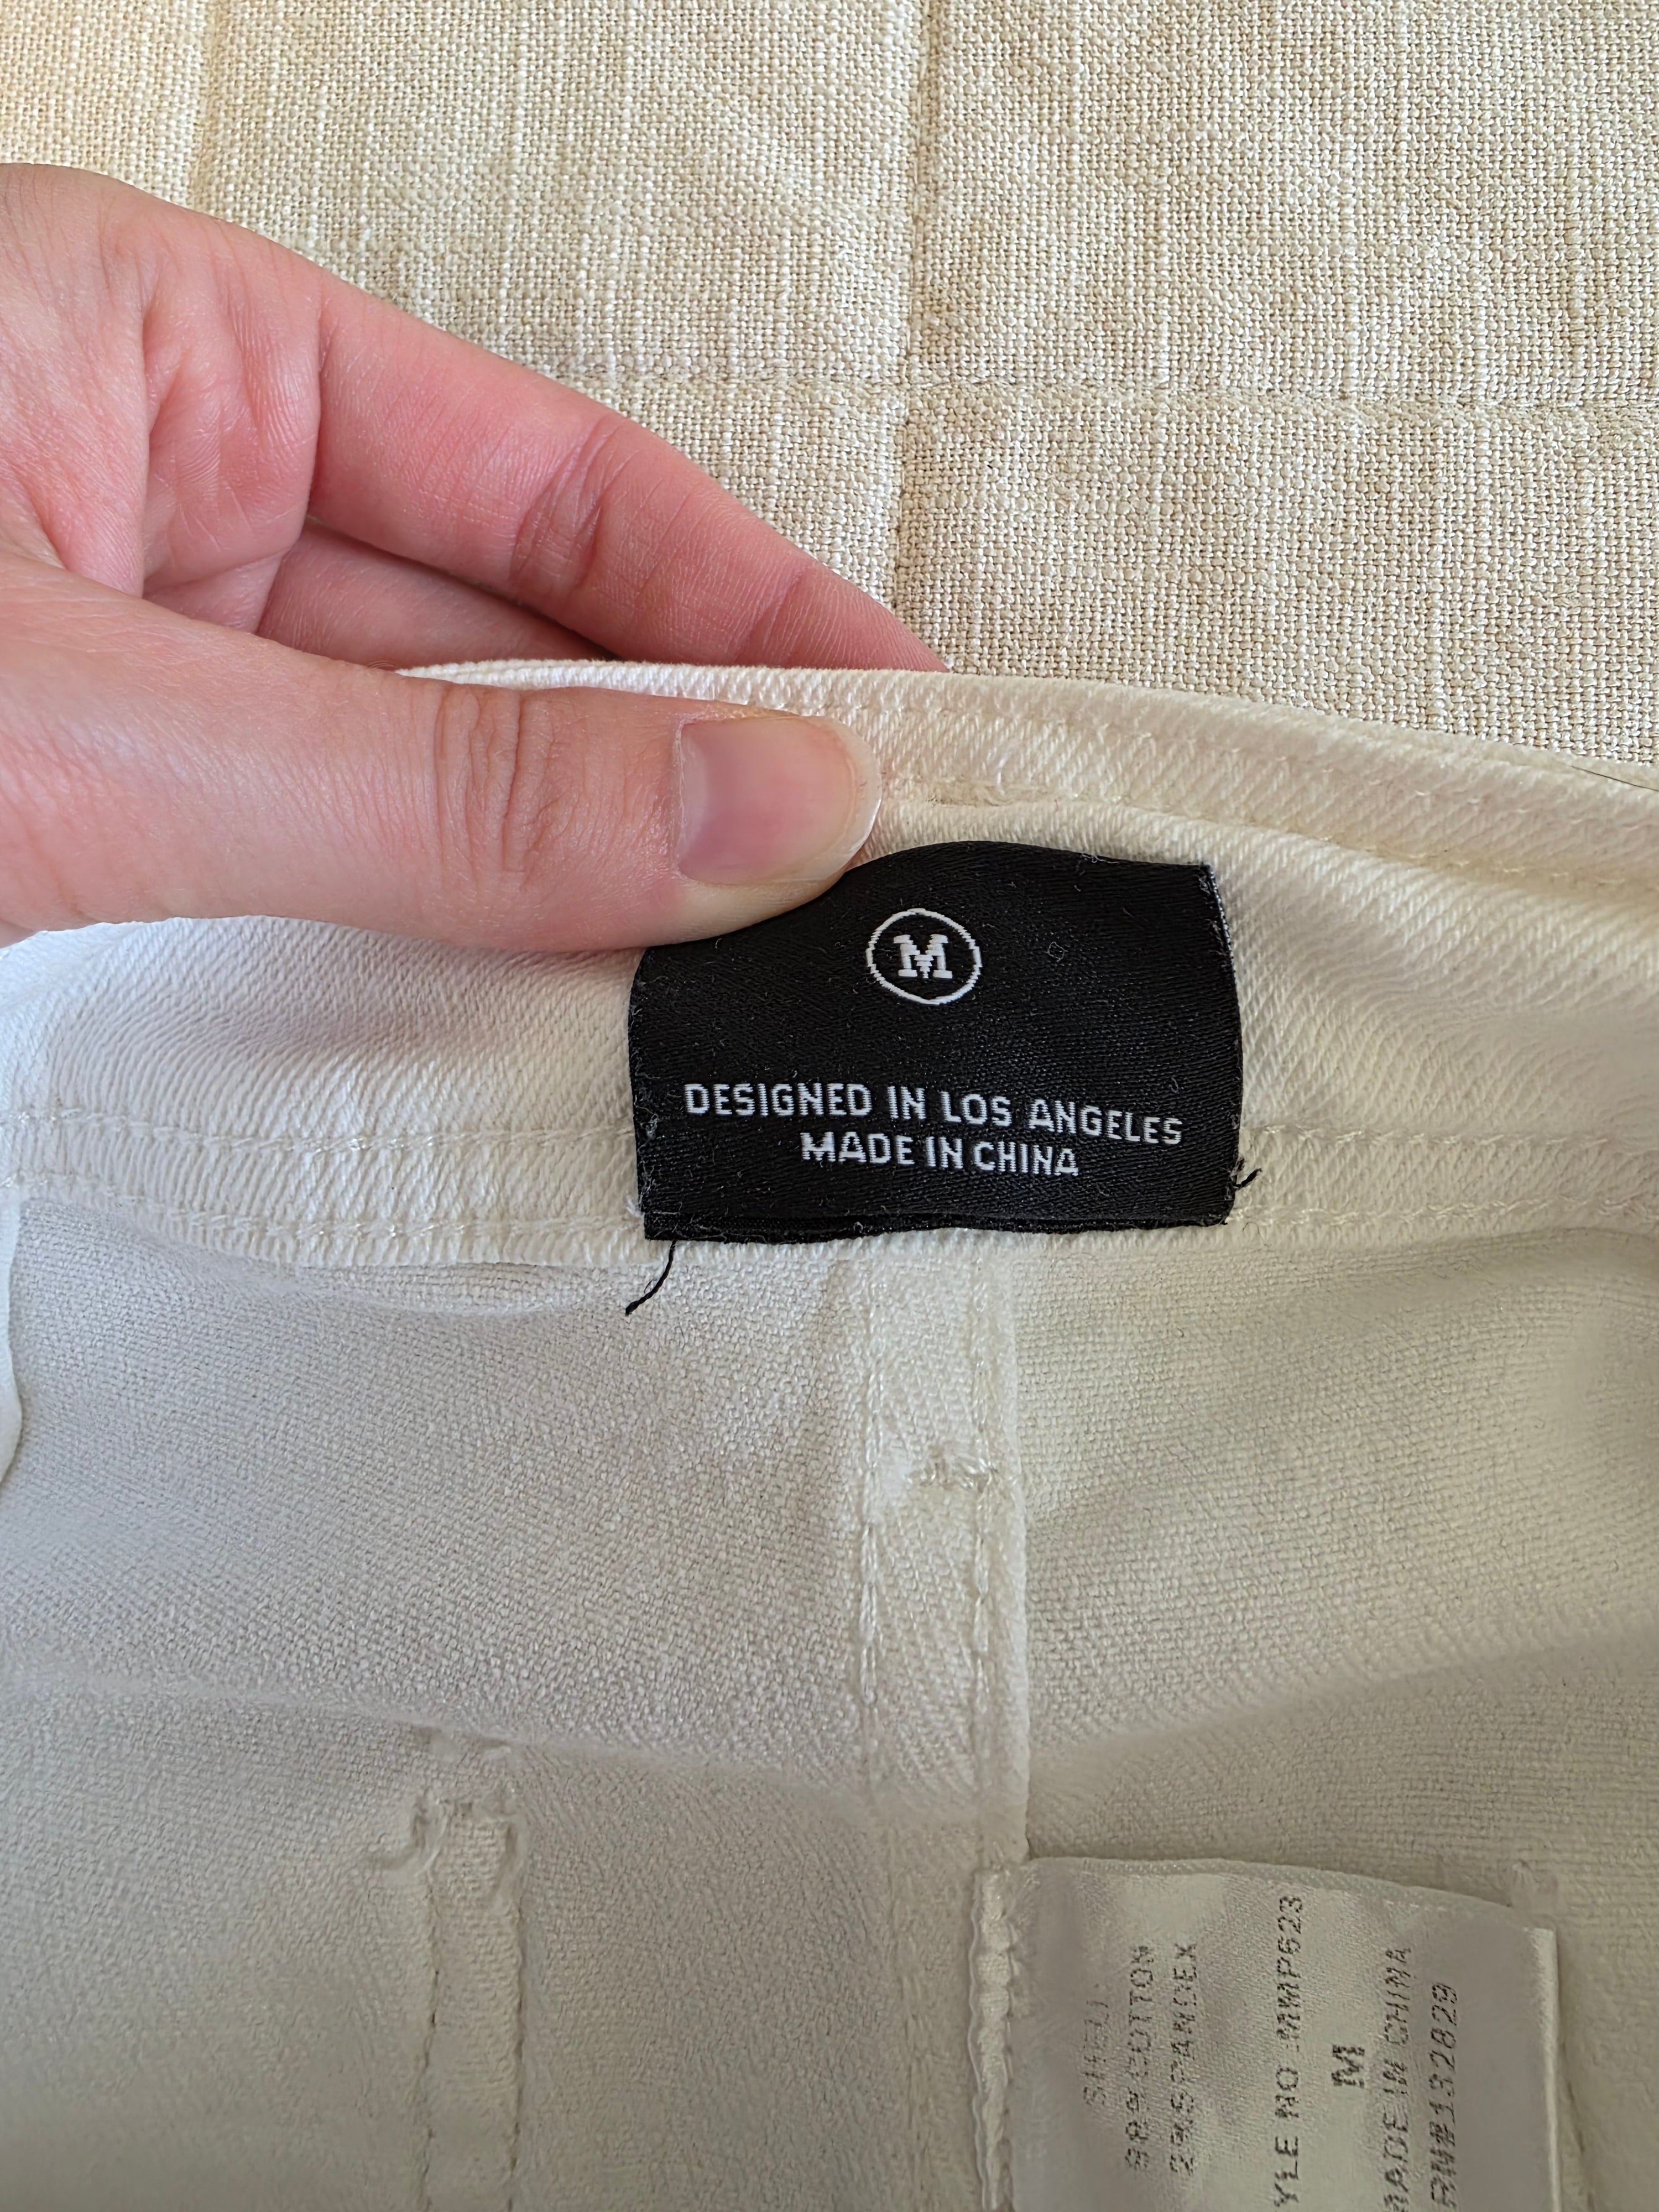 M
DESIGNED IN LOS ANGELES
MADE IN CHINA
SHELL:
98%COTTON
2%SPANDEX
YLE NO:MMP623
M
MADE IN CHINA
RN#132829